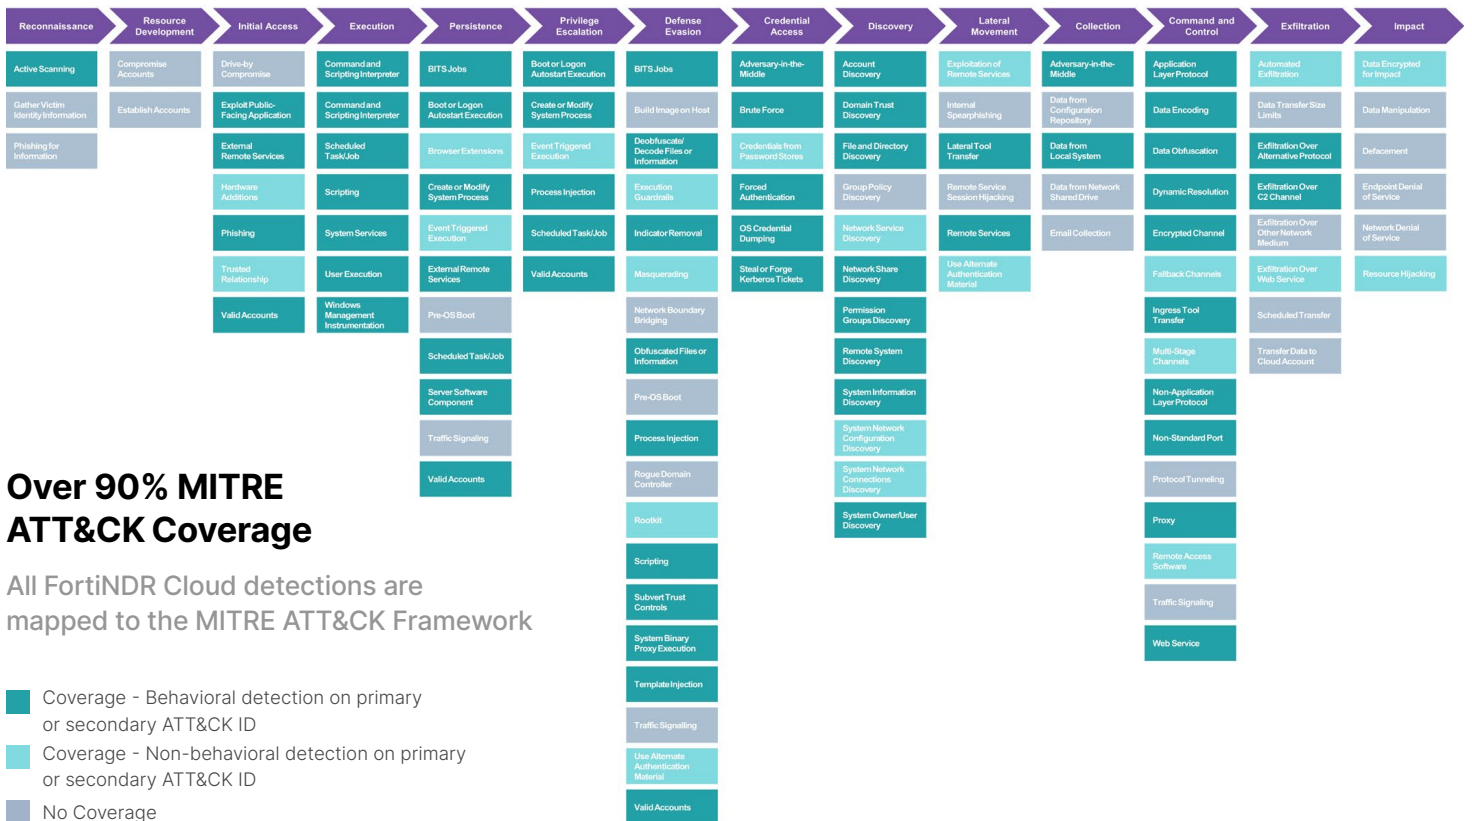 Reconnaissance
Resource
Development
Initial Access
Execution
Persistence
Privilege
Escalation
Defense
Evasion
Credential
Access
Discovery
Lateral
Movement
Collection
Command and
Control
Exfiltration
Impact
Active Scanning
Gather Victim
Identity Information
Phishing for
Information
Compromise
Accounts
Establish Accounts
Drive-by
Compromise
Exploit Public-
Facing Application
External
Remote Services
Hardware
Additions
Phishing
Trusted
Relationship
Valid Accounts
Command and
Scripting Interpreter
Command and
Scripting Interpreter
Scheduled
Task/Job
Scripting
System Services
User Execution
Windows
Management
Instrumentation
BITS Jobs
Boot or Logon
Autostart Execution
Browser Extensions
Create or Modify
System Process
Event Triggered
Execution
External Remote
Services
Pre-OS Boot
Scheduled Task/Job
Server Software
Component
Traffic Signaling
Valid Accounts
Boot or Logon
Autostart Execution
Create or Modify
System Process
Event Triggered
Execution
Process Injection
Scheduled Task/Job
Valid Accounts
BITS Jobs
Build Image on Host
Deobfuscate/
Decode Files or
Information
Execution
Guardrails
Indicator Removal
Masquerading
Network Boundary
Bridging
Obfuscated Files or
Information
Pre-OS Boot
Process Injection
Rogue Domain
Controller
Rootkit
Scripting
Subvert Trust
Controls
System Binary
Proxy Execution
Template Injection
Traffic Signalling
Use Alternate
Authentication
Material
Valid Accounts
Adversary-in-the-
Middle
Brute Force
Credentials from
Password Stores
Forced
Authentication
OS Credential
Dumping
Steal or Forge
Kerberos Tickets
Account
Discovery
Domain Trust
Discovery
File and Directory
Discovery
Group Policy
Discovery
Network Service
Discovery
Network Share
Discovery
Permission
Groups Discovery
Remote System
Discovery
System Information
Discovery
System Network
Configuration
Discovery
System Network
Connections
Discovery
System Owner/User
Discovery
Exploitation of
Remote Services
Internal
Spearphishing
Lateral Tool
Transfer
Remote Service
Session Hijacking
Remote Services
Use Alternate
Authentication
Material
Adversary-in-the-
Middle
Data from
Configuration
Repository
Data from
Local System
Data from Network
Shared Drive
Email Collection
Application
Layer Protocol
Data Encoding
Data Obfuscation
Dynamic Resolution
Encrypted Channel
Fallback Channels
Ingress Tool
Transfer
Multi-Stage
Channels
Non-Application
Layer Protocol
Non-Standard Port
Protocol Tunneling
Proxy
Remote Access
Software
Traffic Signaling
Web Service
Automated
Exfiltration
Data Transfer Size
Limits
Exfiltration Over
Alternative Protocol
Exfiltration Over
C2 Channel
Exfiltration Over
Other Network
Medium
Exfiltration Over
Web Service
Scheduled Transfer
Transfer Data to
Cloud Account
Data Encrypted
for Impact
Data Manipulation
Defacement
Endpoint Denial
of Service
Network Denial
of Service
Resource Hijacking
Over 90% MITRE
ATT&CK Coverage
All FortiNDR Cloud detections are
mapped to the MITRE ATT&CK Framework
Coverage - Behavioral detection on primary
or secondary ATT&CK ID
Coverage - Non-behavioral detection on primary
or secondary ATT&CK ID
No Coverage